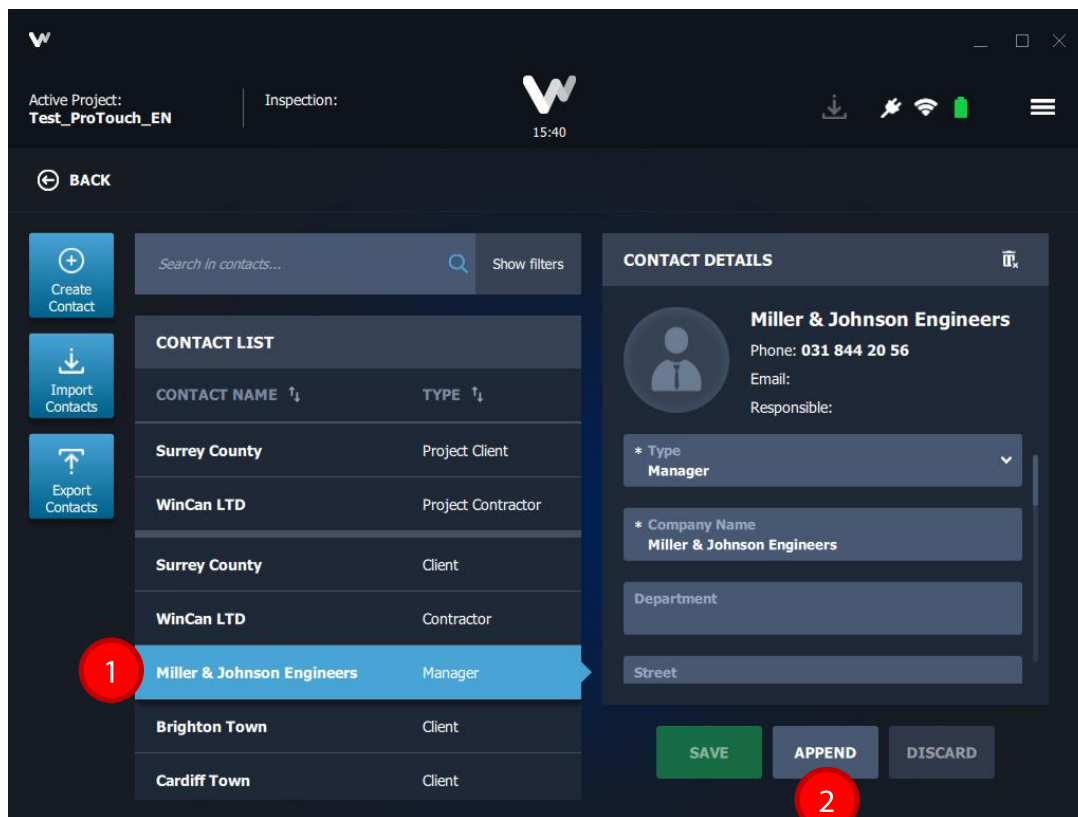 Active Project:
Test_ProTouch_EN
Inspection:
15:40
BACK
Create
Contact
Import
Contacts
Export
Contacts
Search in contacts...
Show filters
CONTACT LIST
CONTACT NAME TYPE
Surrey County Project Client
WinCan LTD Project Contractor
Surrey County Client
WinCan LTD Contractor
1 Miller & Johnson Engineers Manager
Brighton Town Client
Cardiff Town Client
CONTACT DETAILS
Miller & Johnson Engineers
Phone: 031 844 20 56
Email:
Responsible:
* Type
Manager
* Company Name
Miller & Johnson Engineers
Department
Street
SAVE APPEND DISCARD
2